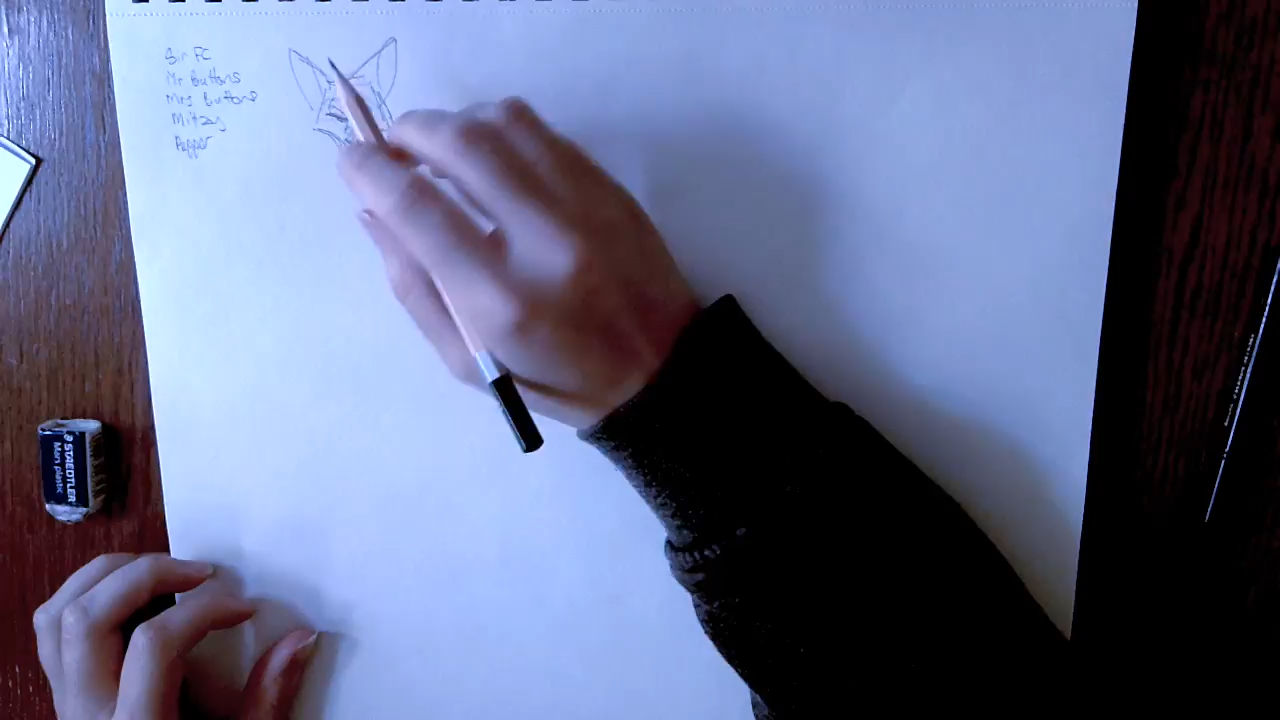 Sir FC
Mr Buttons
Mrs Buttons
Mitzy
Pepper
STAEDTLER
Mars plastic